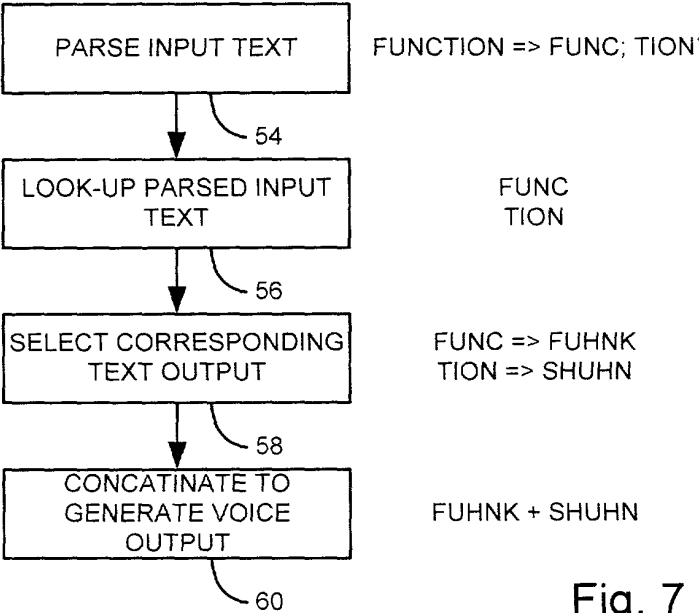 PARSE INPUT TEXT
FUNCTION => FUNC; TION
54
LOOK-UP PARSED INPUT
TEXT
FUNC
TION
56
SELECT CORRESPONDING
TEXT OUTPUT
FUNC => FUHNK
TION => SHUHN
58
CONCATINATE TO
GENERATE VOICE
OUTPUT
FUHNK + SHUHN
60
Fig. 7